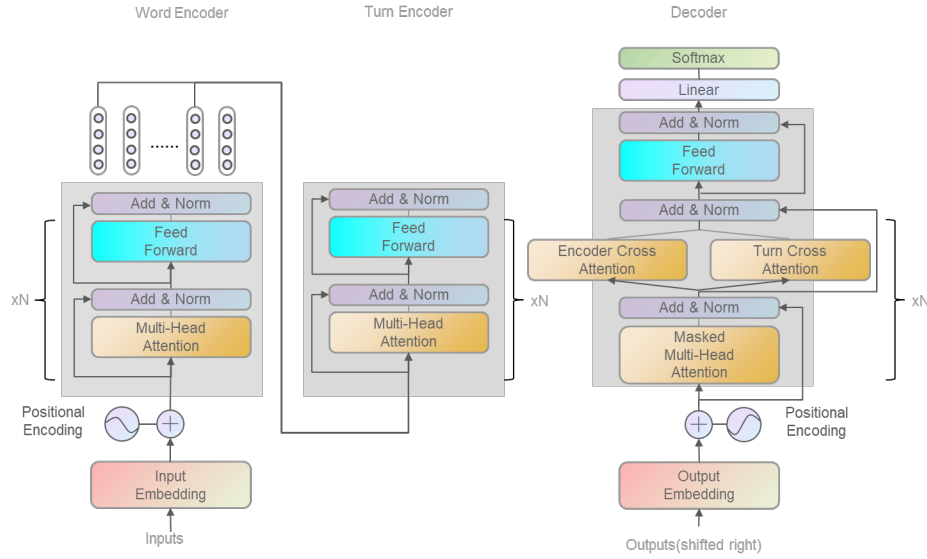 Word Encoder
Turn Encoder
Decoder
Softmax
Linear
Add & Norm
Feed
Forward
Add & Norm
Encoder Cross
Attention
Turn Cross
Attention
Add & Norm
Masked
Multi-Head
Attention
xN
Positional
Encoding
Output
Embedding
Outputs(shifted right)
......
Add & Norm
Feed
Forward
Add & Norm
Multi-Head
Attention
xN
Positional
Encoding
Input
Embedding
Inputs
Add & Norm
Feed
Forward
Add & Norm
Multi-Head
Attention
xN